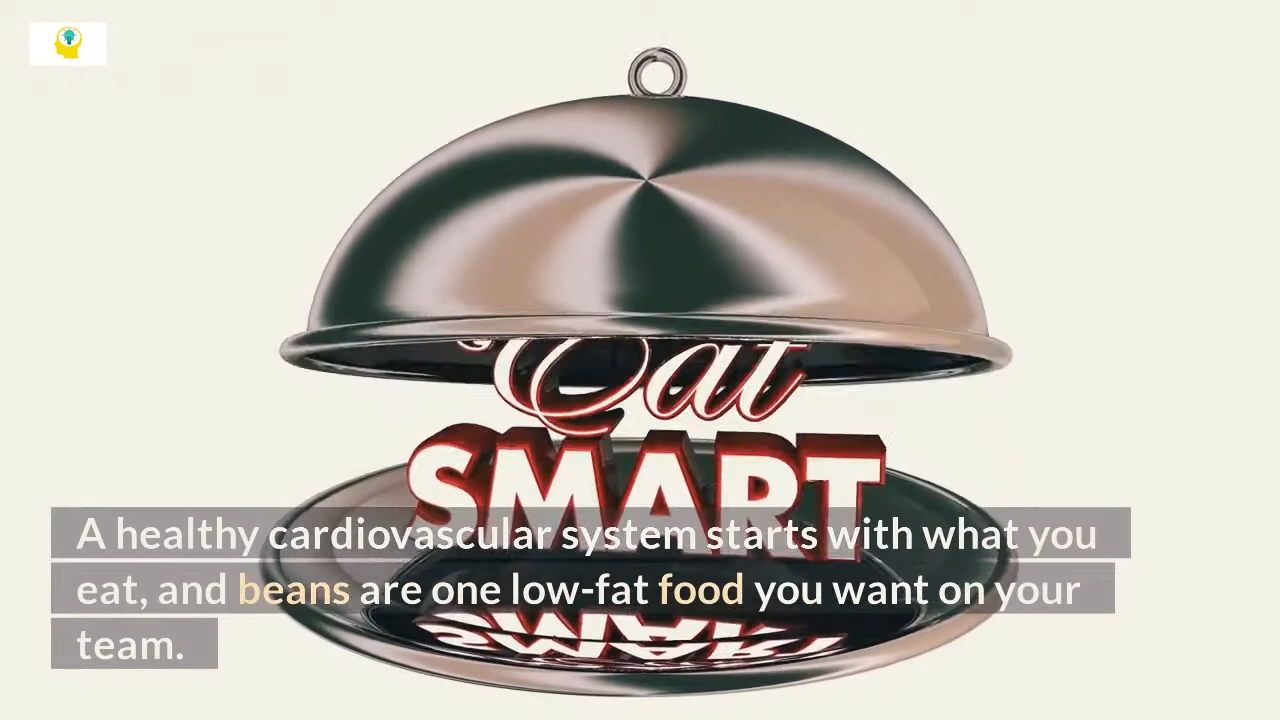 Eat
SMART
A healthy cardiovascular system starts with what you
eat, and beans are one low-fat food you want on your
team.